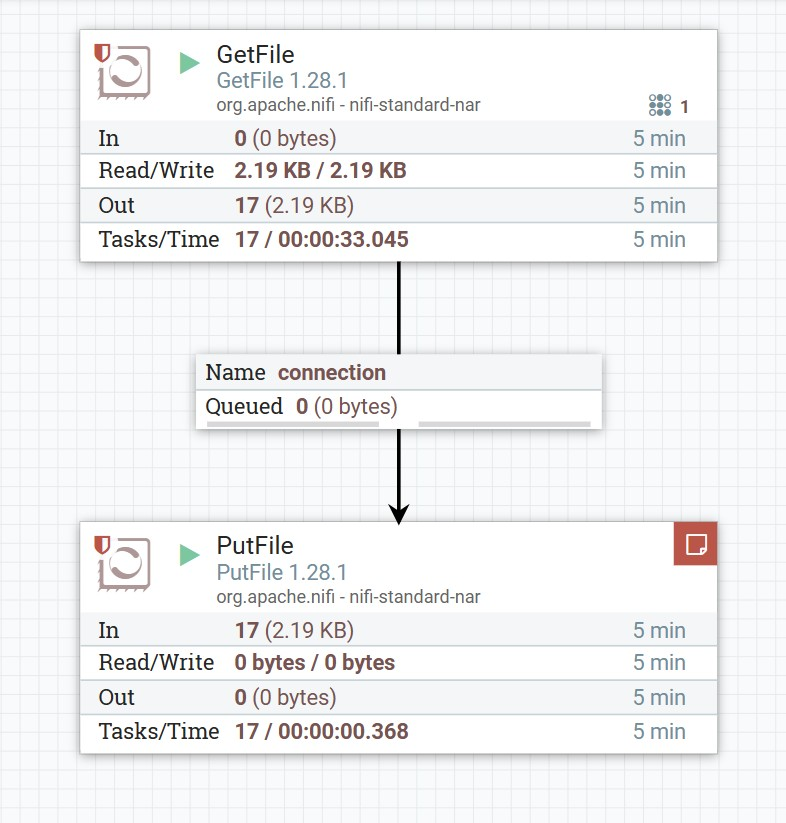 GetFile
GetFile 1.28.1
org.apache.nifi - nifi-standard-nar
1
In 0 (0 bytes) 5 min
Read/Write 2.19 KB / 2.19 KB 5 min
Out 17 (2.19 KB) 5 min
Tasks/Time 17 / 00:00:33.045 5 min
Name connection
Queued 0 (0 bytes)
PutFile
PutFile 1.28.1
org.apache.nifi - nifi-standard-nar
In 17 (2.19 KB) 5 min
Read/Write 0 bytes / 0 bytes 5 min
Out 0 (0 bytes) 5 min
Tasks/Time 17 / 00:00:00.368 5 min